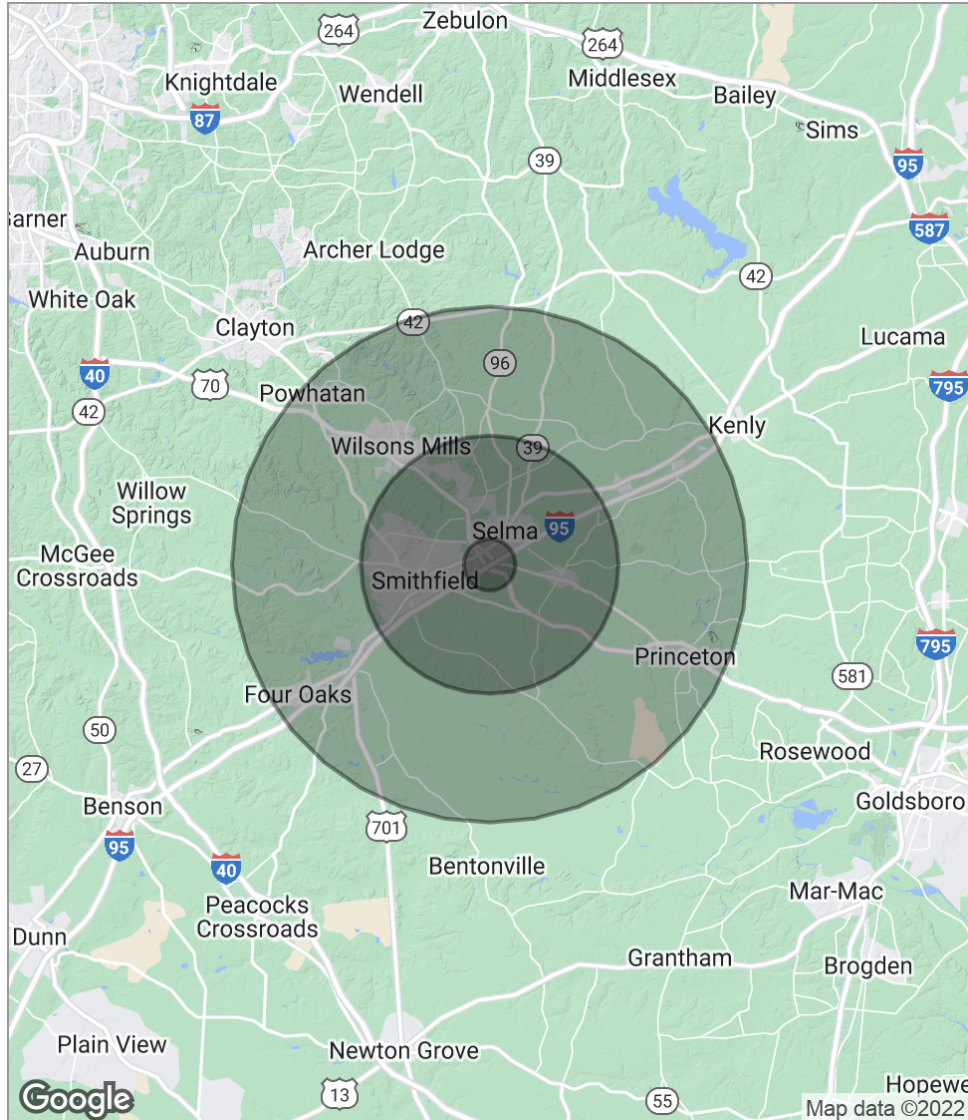 Zebulon
264
264
Knightdale
Wendell
Middlesex
Bailey
87
Sims
39
95
587
Garner
Auburn
Archer Lodge
42
White Oak
42
Clayton
Lucama
96
40
70
795
Powhatan
42
Kenly
Wilsons Mills
39
Willow
Springs
Selma
95
McGee
Crossroads
Smithfield
795
Princeton
581
Four Oaks
50
Rosewood
27
Benson
Goldsboro
701
95
40
Bentonville
Mar-Mac
Peacocks
Crossroads
Dunn
Grantham
Brogden
Plain View
Newton Grove
Hopewe
13
55
Google
Map data ©2022